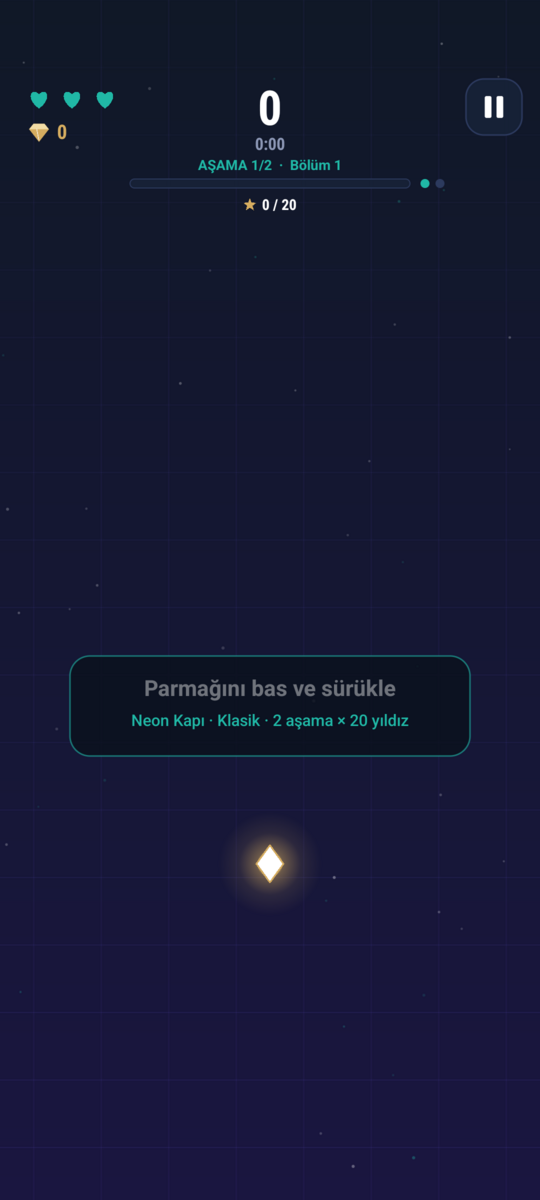 0
0
0:00
AŞAMA 1/2 · Bölüm 1
0 / 20
Parmağını bas ve sürükle
Neon Kapı · Klasik · 2 aşama × 20 yıldız